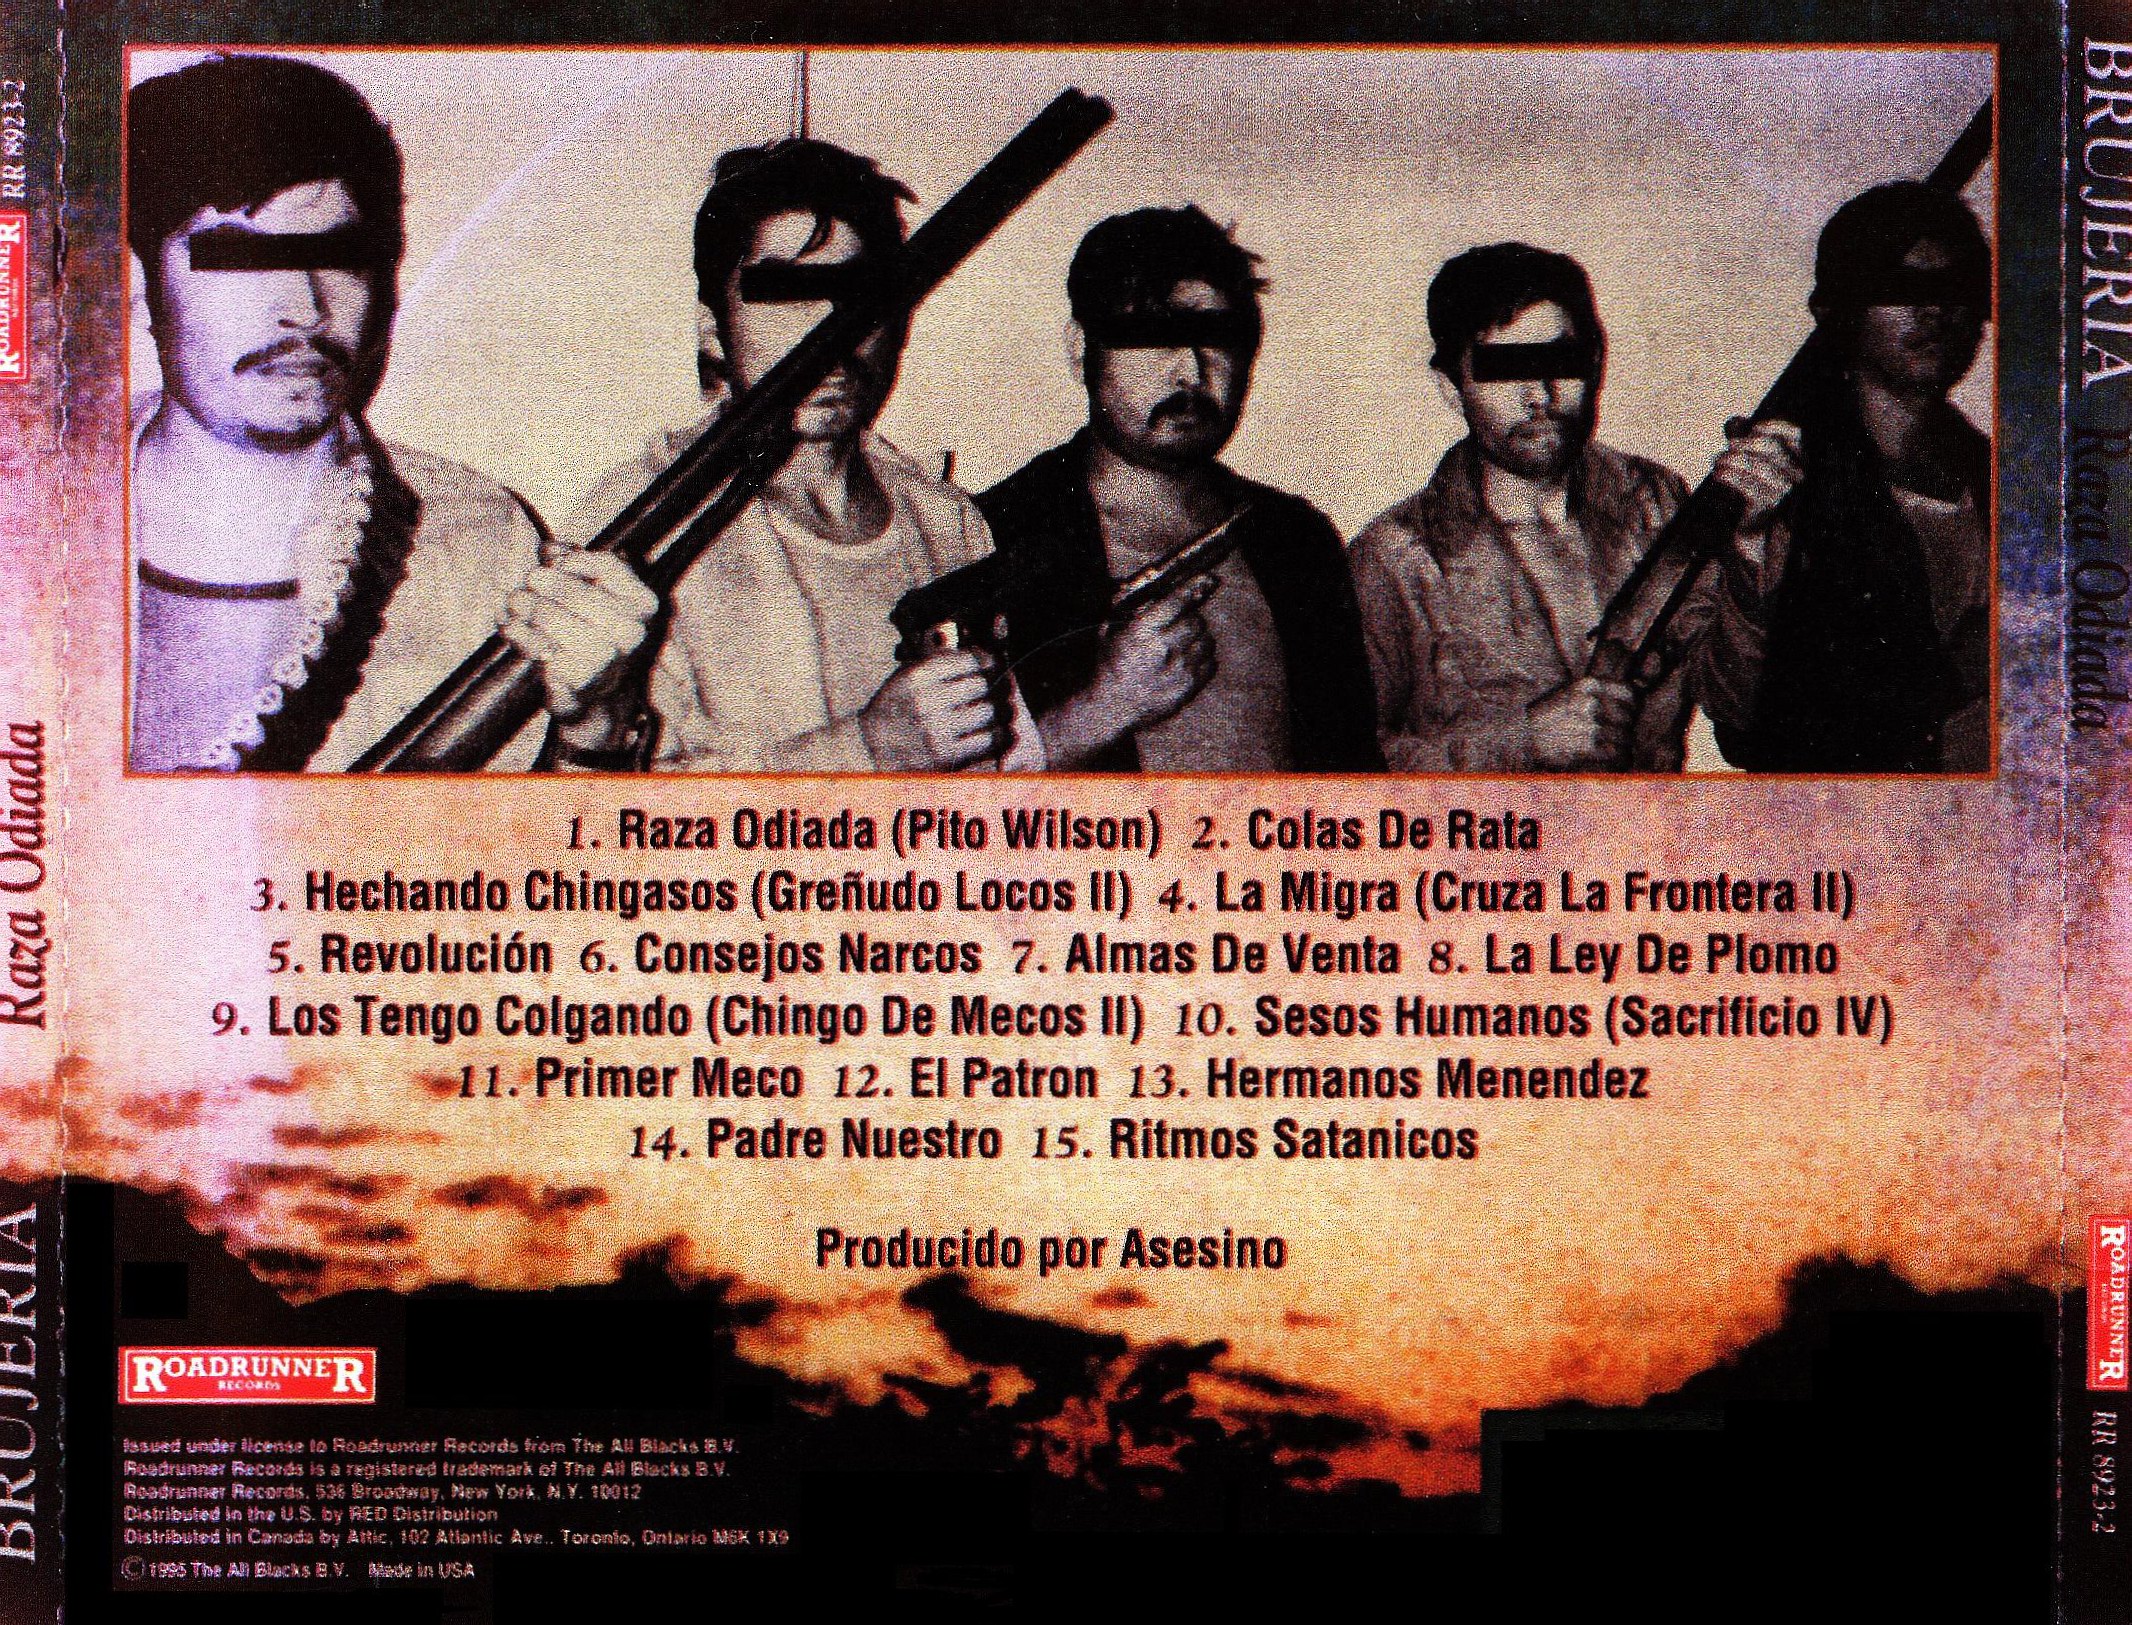 RR 8923-2
ROADRUNNER
Raza Odiada
BRUJERIA
1. Raza Odiada (Pito Wilson) 2. Colas De Rata
3. Hechando Chingasos (Greñudo Locos II) 4. La Migra (Cruza La Frontera II)
5. Revolución 6. Consejos Narcos 7. Almas De Venta 8. La Ley De Plomo
9. Los Tengo Colgando (Chingo De Mecos II) 10. Sesos Humanos (Sacrificio IV)
11. Primer Meco 12. El Patron 13. Hermanos Menendez
14. Padre Nuestro 15. Ritmos Satanicos
Producido por Asesino
ROADRUNNER
RECORDS
Issued under license to Roadrunner Records from The All Blacks B.V.
Roadrunner Records is a registered trademark of The All Blacks B.V.
Roadrunner Records, 536 Broadway, New York, N.Y. 10012
Distributed in the U.S. by RED Distribution
Distributed in Canada by Attic, 102 Atlantic Ave., Toronto, Ontario M6K 1X9
© 1995 The All Blacks B.V. Made in USA
BRUJERIA
Raza Odiada
ROADRUNNER
RR 8923-2